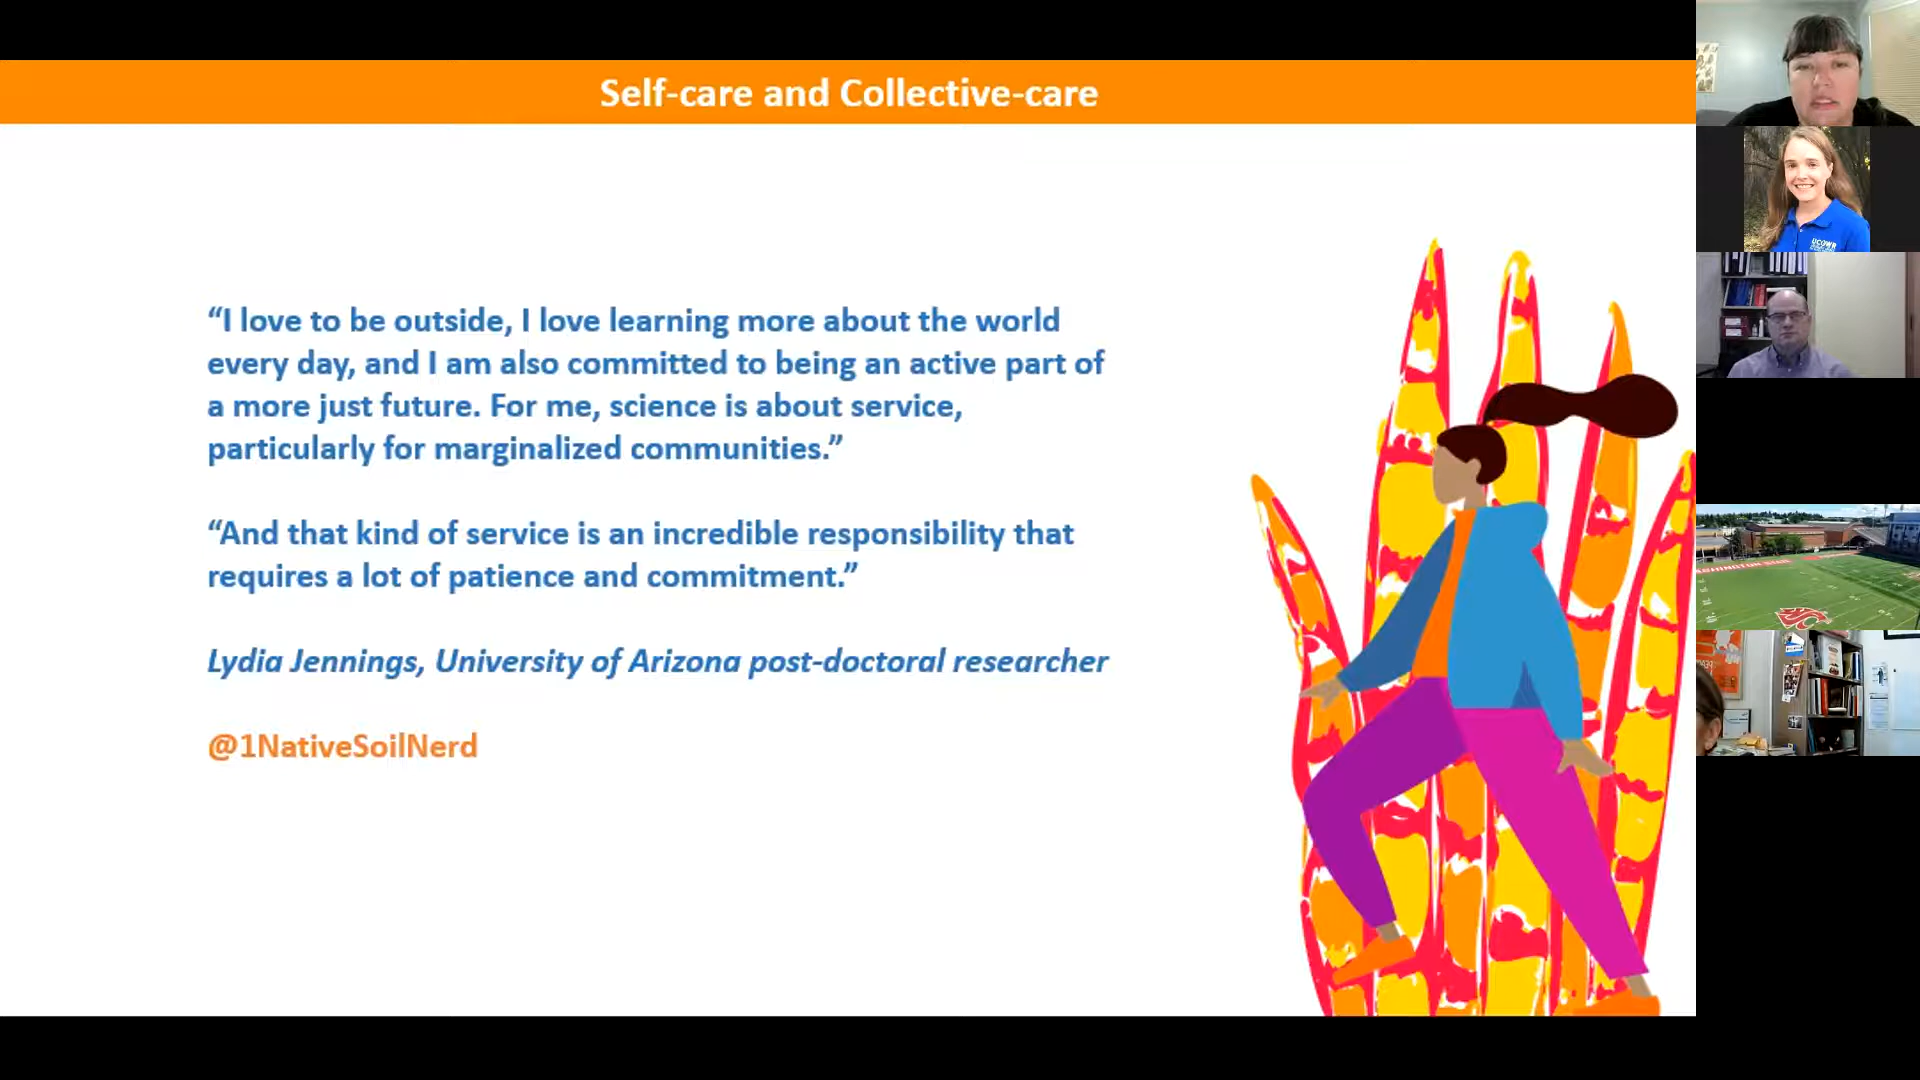 Self-care and Collective-care
“I love to be outside, I love learning more about the world
every day, and I am also committed to being an active part of
a more just future. For me, science is about service,
particularly for marginalized communities.”
“And that kind of service is an incredible responsibility that
requires a lot of patience and commitment.”
Lydia Jennings, University of Arizona post-doctoral researcher
@1NativeSoilNerd
UCOWR